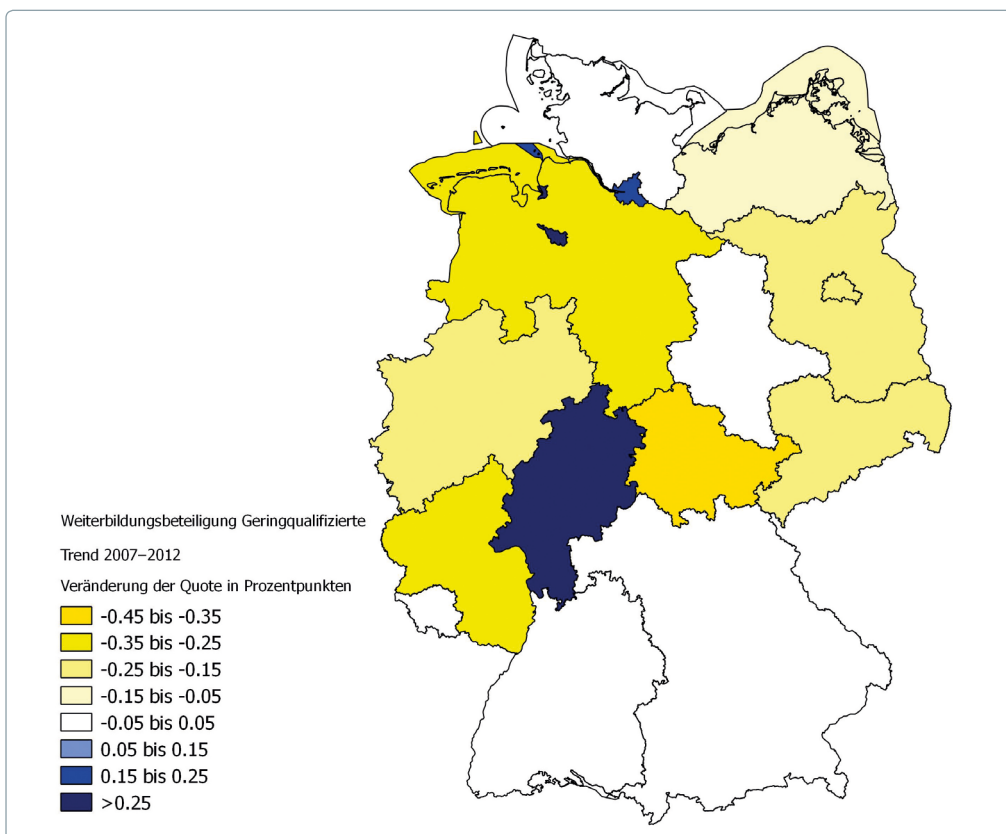 Weiterbildungsbeteiligung Geringqualifizierte
Trend 2007–2012
Veränderung der Quote in Prozentpunkten
-0.45 bis -0.35
-0.35 bis -0.25
-0.25 bis -0.15
-0.15 bis -0.05
-0.05 bis 0.05
0.05 bis 0.15
0.15 bis 0.25
>0.25